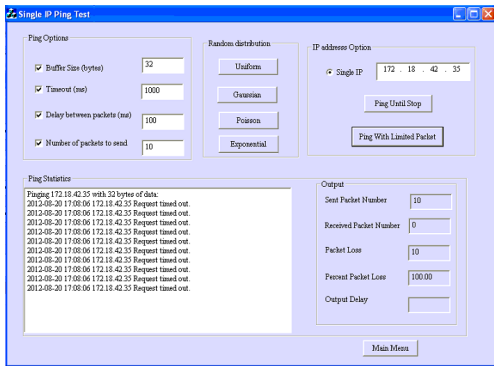 Single IP Ping Test
Ping Options
Buffer Size (bytes) 32
Timeout (ms) 1000
Delay between packets (ms) 100
Number of packets to send 10
Random distribution
Uniform
Gaussian
Poisson
Exponential
IP addresss Option
Single IP 172 . 18 . 42 . 35
Ping Until Stop
Ping With Limited Packet
Ping Statistics
Pinging 172.18.42.35 with 32 bytes of data:
2012-08-20 17:08:06 172.18.42.35 Request timed out.
2012-08-20 17:08:06 172.18.42.35 Request timed out.
2012-08-20 17:08:06 172.18.42.35 Request timed out.
2012-08-20 17:08:06 172.18.42.35 Request timed out.
2012-08-20 17:08:06 172.18.42.35 Request timed out.
2012-08-20 17:08:06 172.18.42.35 Request timed out.
2012-08-20 17:08:06 172.18.42.35 Request timed out.
2012-08-20 17:08:06 172.18.42.35 Request timed out.
2012-08-20 17:08:06 172.18.42.35 Request timed out.
2012-08-20 17:08:06 172.18.42.35 Request timed out.
Output
Sent Packet Number 10
Received Packet Number 0
Packet Loss 10
Percent Packet Loss 100.00
Output Delay
Main Menu